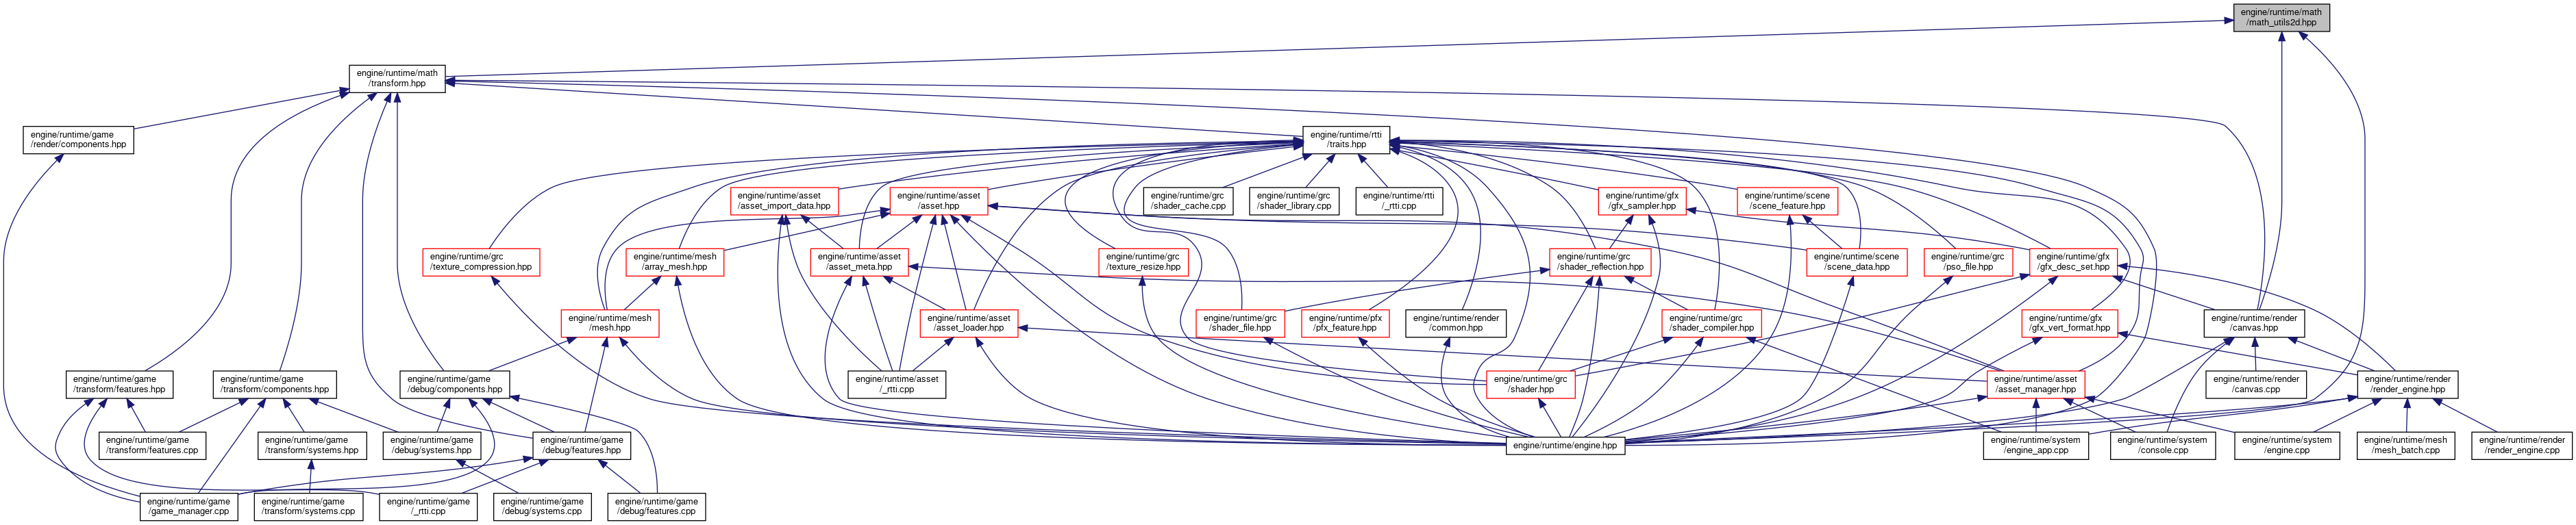 engine/runtime/math
/math_utils2d.hpp
engine/runtime/math
/transform.hpp
engine/runtime/game
/render/components.hpp
engine/runtime/rtti
/traits.hpp
engine/runtime/asset
/asset_import_data.hpp
engine/runtime/asset
/asset.hpp
engine/runtime/grc
/shader_cache.cpp
engine/runtime/grc
/shader_library.cpp
engine/runtime/rtti
/_rtti.cpp
engine/runtime/gfx
/gfx_sampler.hpp
engine/runtime/scene
/scene_feature.hpp
engine/runtime/grc
/texture_compression.hpp
engine/runtime/mesh
/array_mesh.hpp
engine/runtime/asset
/asset_meta.hpp
engine/runtime/grc
/texture_resize.hpp
engine/runtime/grc
/shader_reflection.hpp
engine/runtime/scene
/scene_data.hpp
engine/runtime/grc
/pso_file.hpp
engine/runtime/gfx
/gfx_desc_set.hpp
engine/runtime/mesh
/mesh.hpp
engine/runtime/asset
/asset_loader.hpp
engine/runtime/grc
/shader_file.hpp
engine/runtime/pfx
/pfx_feature.hpp
engine/runtime/render
/common.hpp
engine/runtime/grc
/shader_compiler.hpp
engine/runtime/gfx
/gfx_vert_format.hpp
engine/runtime/render
/canvas.hpp
engine/runtime/game
/transform/features.hpp
engine/runtime/game
/transform/components.hpp
engine/runtime/game
/debug/components.hpp
engine/runtime/asset
/_rtti.cpp
engine/runtime/grc
/shader.hpp
engine/runtime/asset
/asset_manager.hpp
engine/runtime/render
/canvas.cpp
engine/runtime/render
/render_engine.hpp
engine/runtime/game
/transform/features.cpp
engine/runtime/game
/transform/systems.hpp
engine/runtime/game
/debug/systems.hpp
engine/runtime/game
/debug/features.hpp
engine/runtime/engine.hpp
engine/runtime/system
/engine_app.cpp
engine/runtime/system
/console.cpp
engine/runtime/system
/engine.cpp
engine/runtime/mesh
/mesh_batch.cpp
engine/runtime/render
/render_engine.cpp
engine/runtime/game
/game_manager.cpp
engine/runtime/game
/transform/systems.cpp
engine/runtime/game
/_rtti.cpp
engine/runtime/game
/debug/systems.cpp
engine/runtime/game
/debug/features.cpp